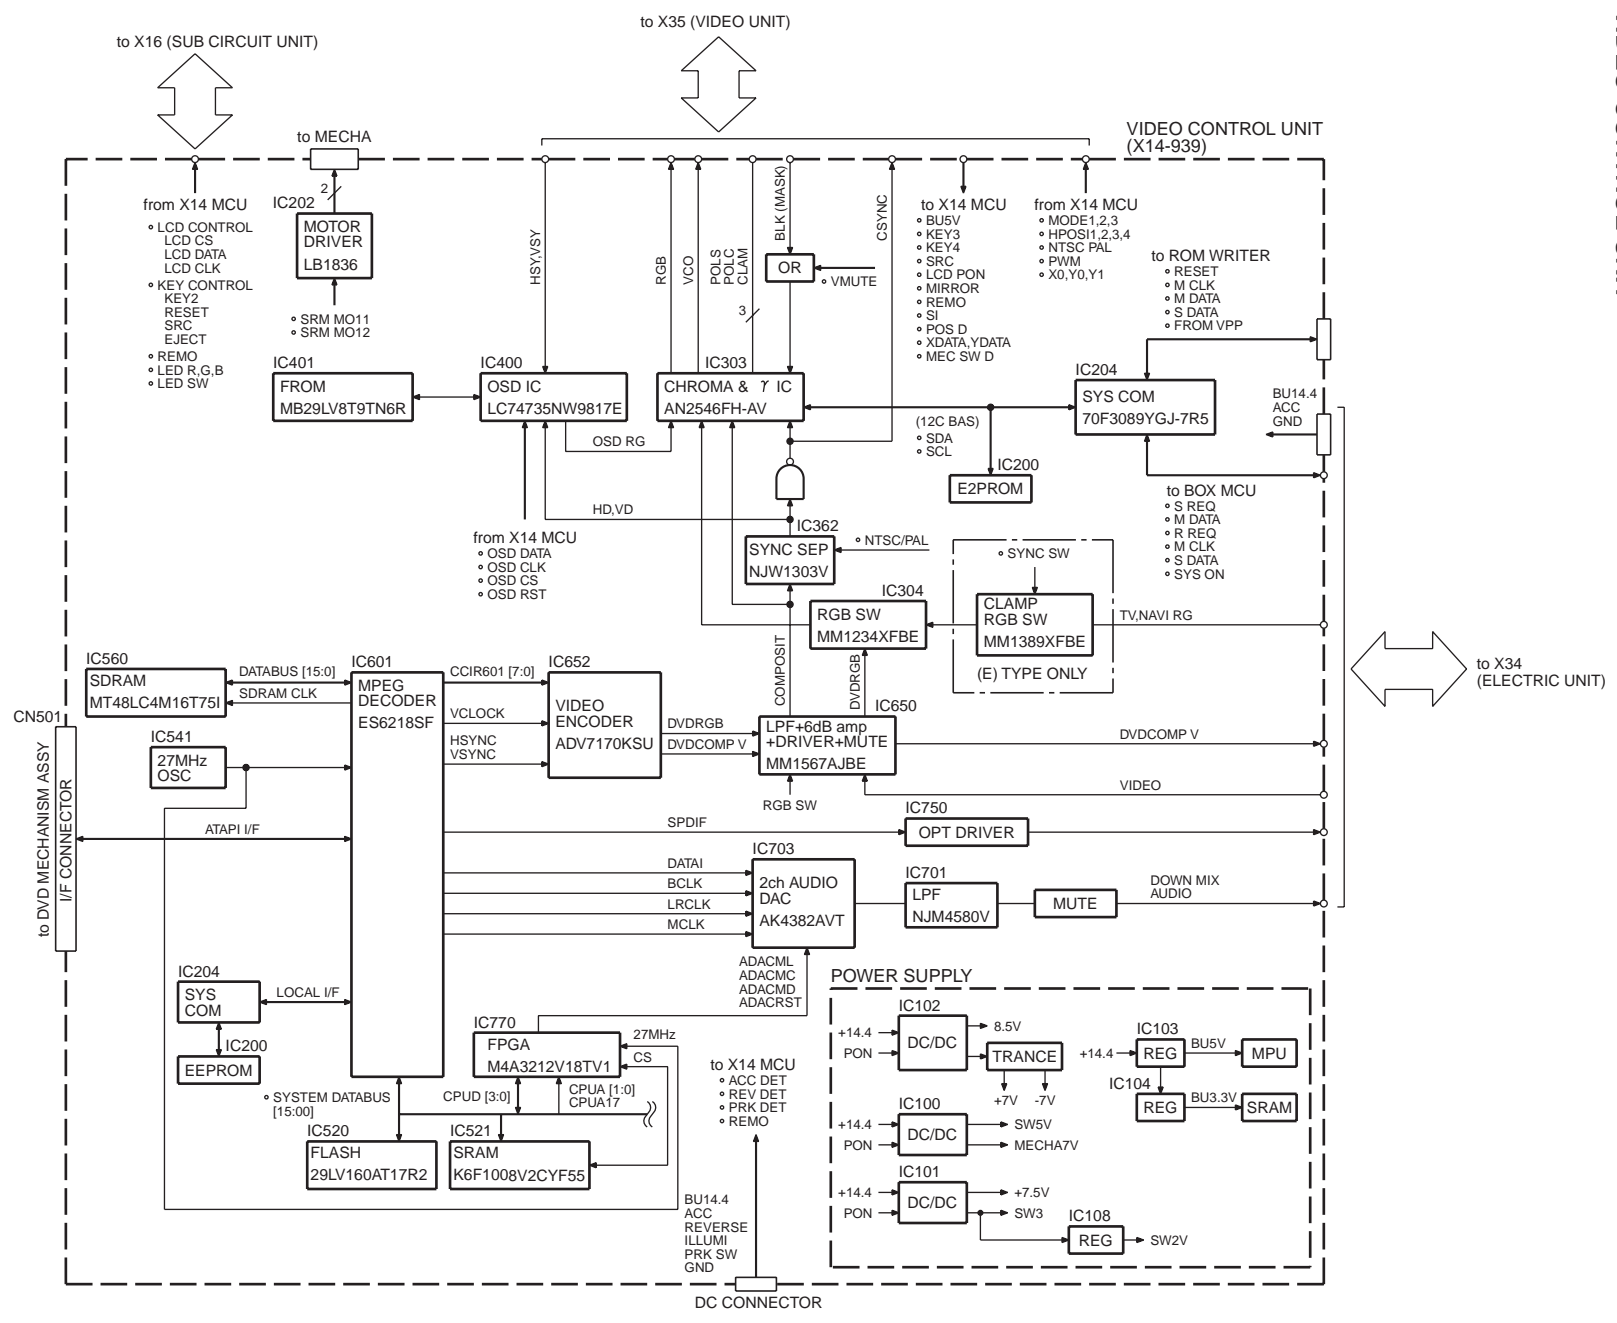 to X35 (VIDEO UNIT)
to X16 (SUB CIRCUIT UNIT)
to MECHA
VIDEO CONTROL UNIT
(X14-939)
from X14 MCU
LCD CONTROL
LCD CS
LCD DATA
LCD CLK
KEY CONTROL
KEY2
RESET
SRC
EJECT
REMO
LED R,G,B
LED SW
2
IC202
MOTOR
DRIVER
LB1836
SRM MO11
SRM MO12
HSY,VSY
RGB
VCO
POLS
POLC
CLAM
3
BLK (MASK)
OR
VMUTE
CSYNC
to X14 MCU
BU5V
KEY3
KEY4
SRC
LCD PON
MIRROR
REMO
SI
POS D
XDATA,YDATA
MEC SW D
from X14 MCU
MODE1,2,3
HPOSI1,2,3,4
NTSC PAL
PWM
X0,Y0,Y1
to ROM WRITER
RESET
M CLK
M DATA
S DATA
FROM VPP
IC401
FROM
MB29LV8T9TN6R
IC400
OSD IC
LC74735NW9817E
IC303
CHROMA & γ IC
AN2546FH-AV
IC204
SYS COM
70F3089YGJ-7R5
BU14.4
ACC
GND
OSD RG
(12C BAS)
SDA
SCL
IC200
E2PROM
to BOX MCU
S REQ
M DATA
R REQ
M CLK
S DATA
SYS ON
HD,VD
from X14 MCU
OSD DATA
OSD CLK
OSD CS
OSD RST
IC362
SYNC SEP
NJW1303V
NTSC/PAL
SYNC SW
CLAMP
RGB SW
MM1389XFBE
(E) TYPE ONLY
TV,NAVI RG
IC304
RGB SW
MM1234XFBE
COMPOSIT
DVDRGB
to X34
(ELECTRIC UNIT)
IC560
SDRAM
MT48LC4M16T75I
DATABUS [15:0]
SDRAM CLK
IC601
MPEG
DECODER
ES6218SF
CCIR601 [7:0]
VCLOCK
HSYNC
VSYNC
IC652
VIDEO
ENCODER
ADV7170KSU
DVDRGB
DVDCOMP V
IC650
LPF+6dB amp
+DRIVER+MUTE
MM1567AJBE
RGB SW
DVDCOMP V
VIDEO
CN501
to DVD MECHANISM ASSY
I/F CONNECTOR
IC541
27MHz
OSC
ATAPI I/F
SPDIF
IC750
OPT DRIVER
DATAI
BCLK
LRCLK
MCLK
IC703
2ch AUDIO
DAC
AK4382AVT
IC701
LPF
NJM4580V
MUTE
DOWN MIX
AUDIO
ADACML
ADACMC
ADACMD
ADACRST
IC204
SYS
COM
LOCAL I/F
IC200
EEPROM
IC770
FPGA
M4A3212V18TV1
27MHz
CS
SYSTEM DATABUS
[15:00]
CPUD [3:0]
CPUA [1:0]
CPUA17
IC520
FLASH
29LV160AT17R2
IC521
SRAM
K6F1008V2CYF55
to X14 MCU
ACC DET
REV DET
PRK DET
REMO
BU14.4
ACC
REVERSE
ILLUMI
PRK SW
GND
DC CONNECTOR
POWER SUPPLY
IC102
+14.4
PON
DC/DC
8.5V
TRANCE
+7V
-7V
IC103
+14.4
REG
BU5V
MPU
IC104
REG
BU3.3V
SRAM
IC100
+14.4
PON
DC/DC
SW5V
MECHA7V
IC101
+14.4
PON
DC/DC
+7.5V
SW3
IC108
REG
SW2V